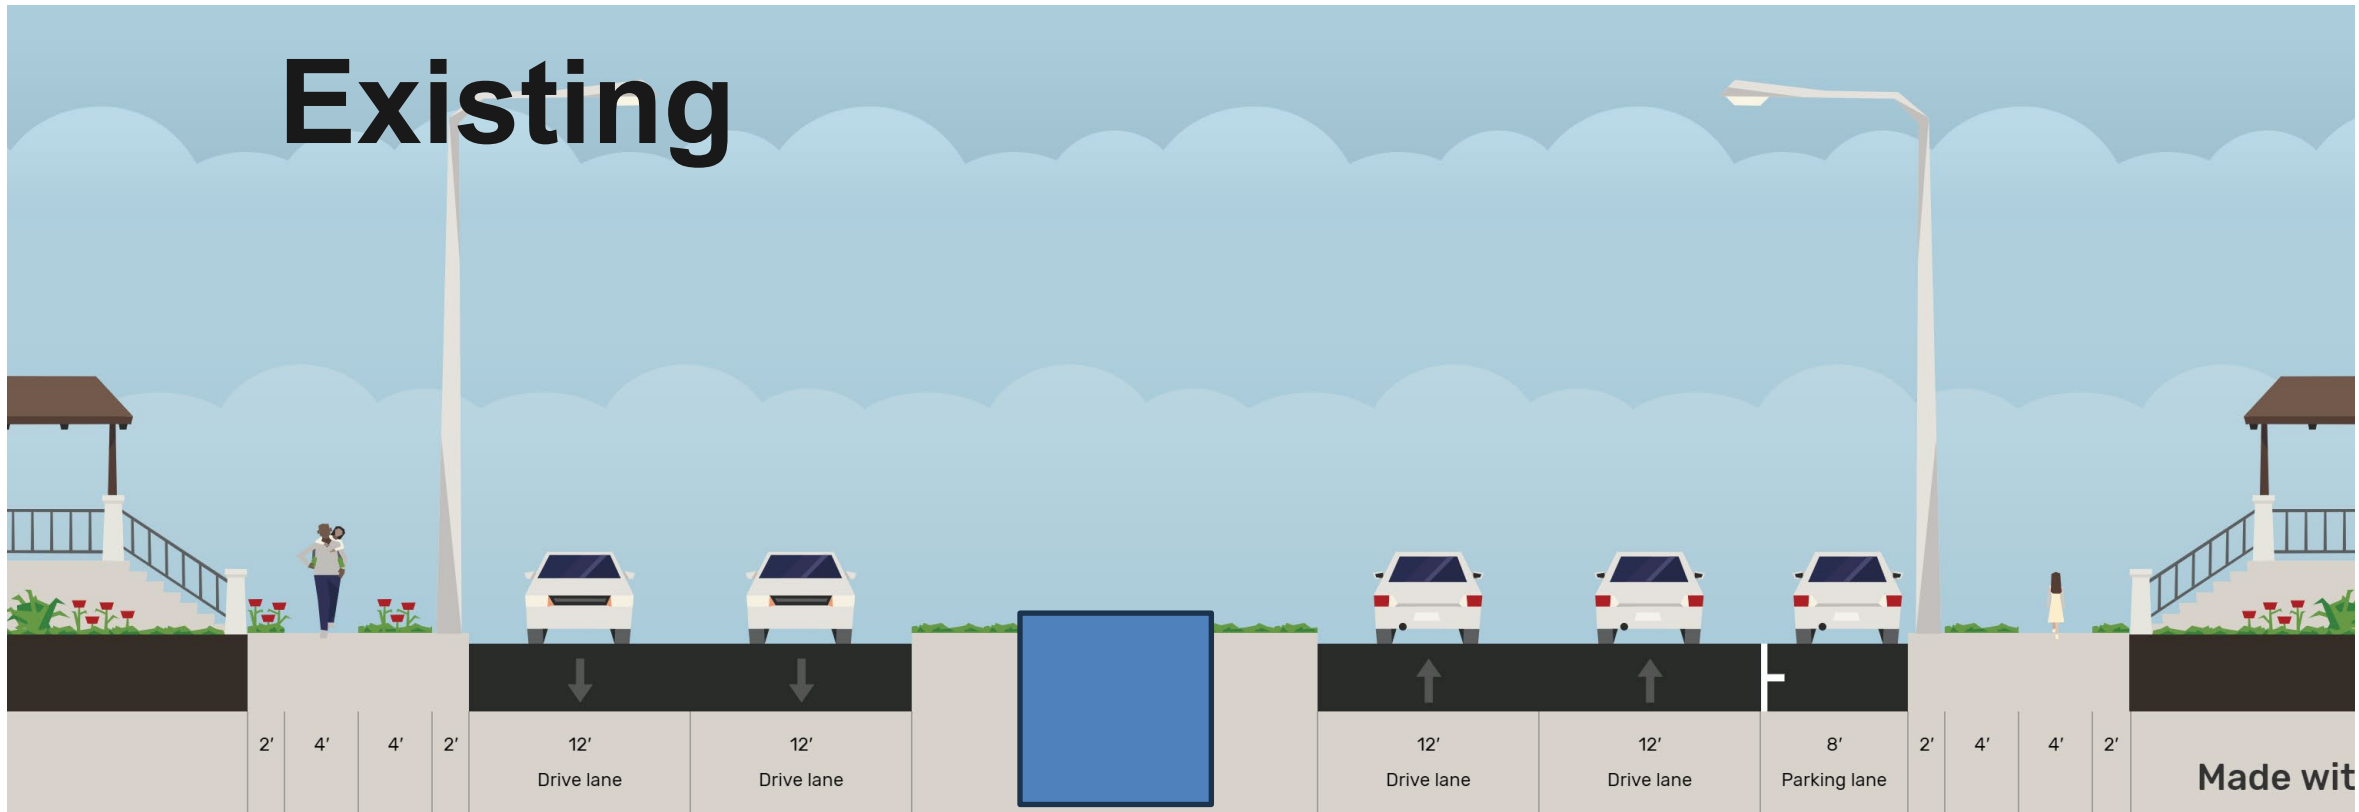 Existing
2' 4' 4' 2' 12' 12' 12' 12' 8' 2' 4' 4' 2'
Drive lane Drive lane Drive lane Drive lane Parking lane
Made wit